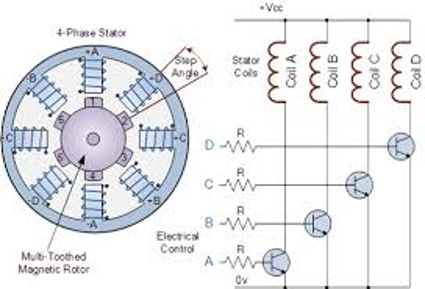 4-Phase Stator
+A
+D
-C
+B
-A
-D
+C
-B
1
2
3
4
5
6
Step
Angle
Multi-Toothed
Magnetic Rotor
+Vcc
Stator
Coils
Coil A
Coil B
Coil C
Coil D
D
R
C
R
B
R
A
R
0v
Electrical
Control